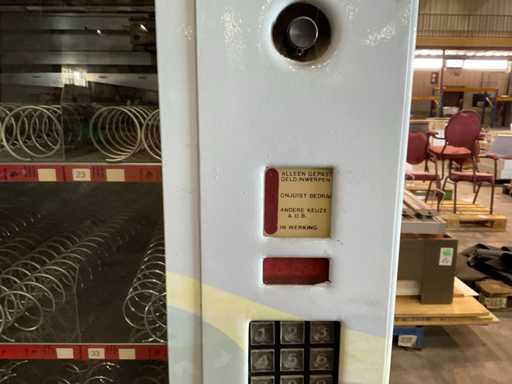 ALLEEN GEPAST
GELD INWERPEN
ONJUIST BEDRAG
ANDERE KEUZE
A.U.B.
IN WERKING
23
33